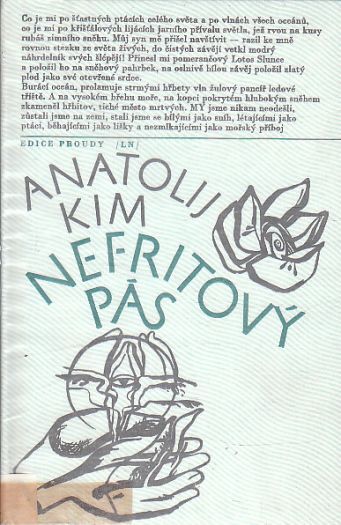 Co je mi po šťastných ptácích celého světa a po vlnách všech oceánů,
co je mi po křišťálových lijácích jarního přívalu světla, jež rvou na kusy
rubáš zimního sněhu. Můj syn mě přišel navštívit — razil ke mně
rovnou stezku ze světa živých, do čistých závějí vetkl modrý
náhrdelník svých šlépějí! Přinesl mi pomerančový Lotos Slunce
a položil ho na sněhový pahrbek, na oslnivě bílou závěj položil zlatý
plod jako své otevřené srdce.
Burácí oceán, prolamuje strmými hřbety vln žulový pancíř ledové
tříště. A na vysokém břehu moře, na kopci pokrytém hlubokým sněhem
zkameněl hřbitov, tiché město mrtvých. MY jsme nikam neodešli,
zůstali jsme na zemi, stali jsme se bílými jako sníh, létajícími jako
ptáci, běhajícími jako lišky a nezmlkajícími jako mořský příboj
EDICE PROUDY /LN/
ANATOLIJ
KIM
NEFRITOVÝ
PÁS